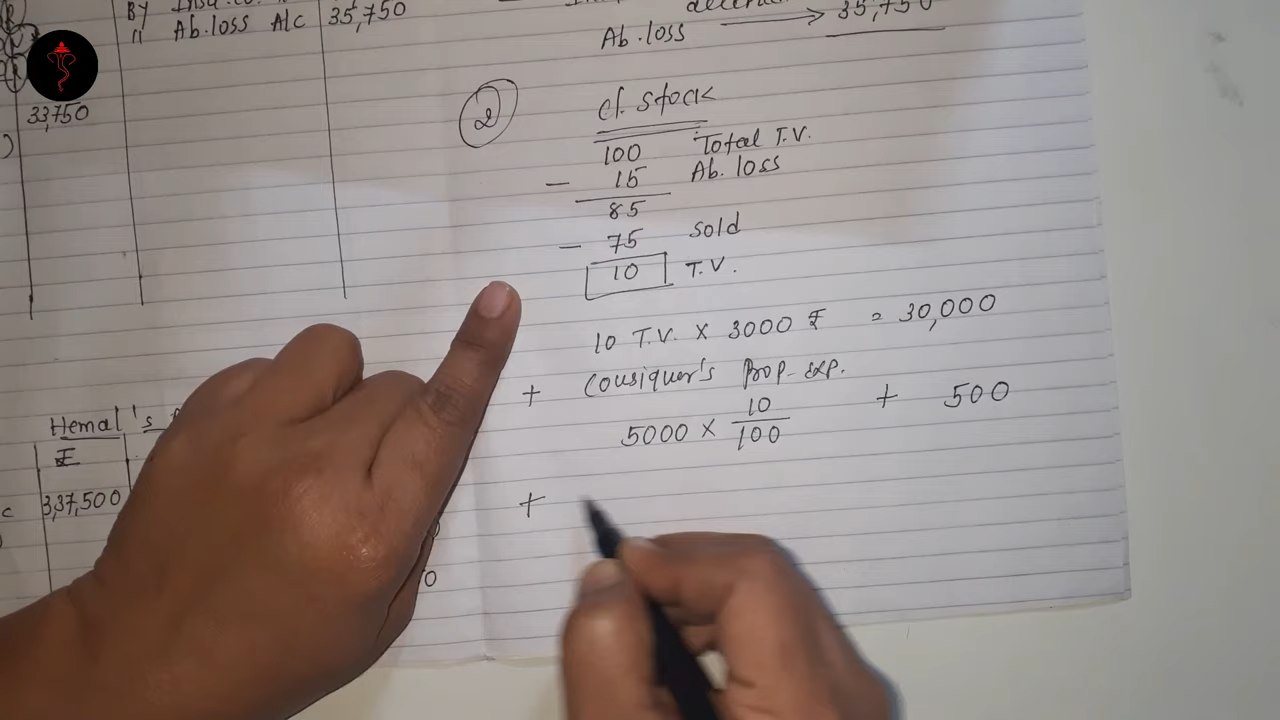 By
" Ab.loss A/c 35,750
33,750
Ab.loss → 35,750
2
cl. stock
100 Total T.V.
- 15 Ab. loss
85
- 75 sold
10 T.V.
10 T.V. × 3000 ₹ = 30,000
+ Consigner's Prop. Exp.
5000 × 10/100 + 500
+
Hemal's
₹
3,37,500